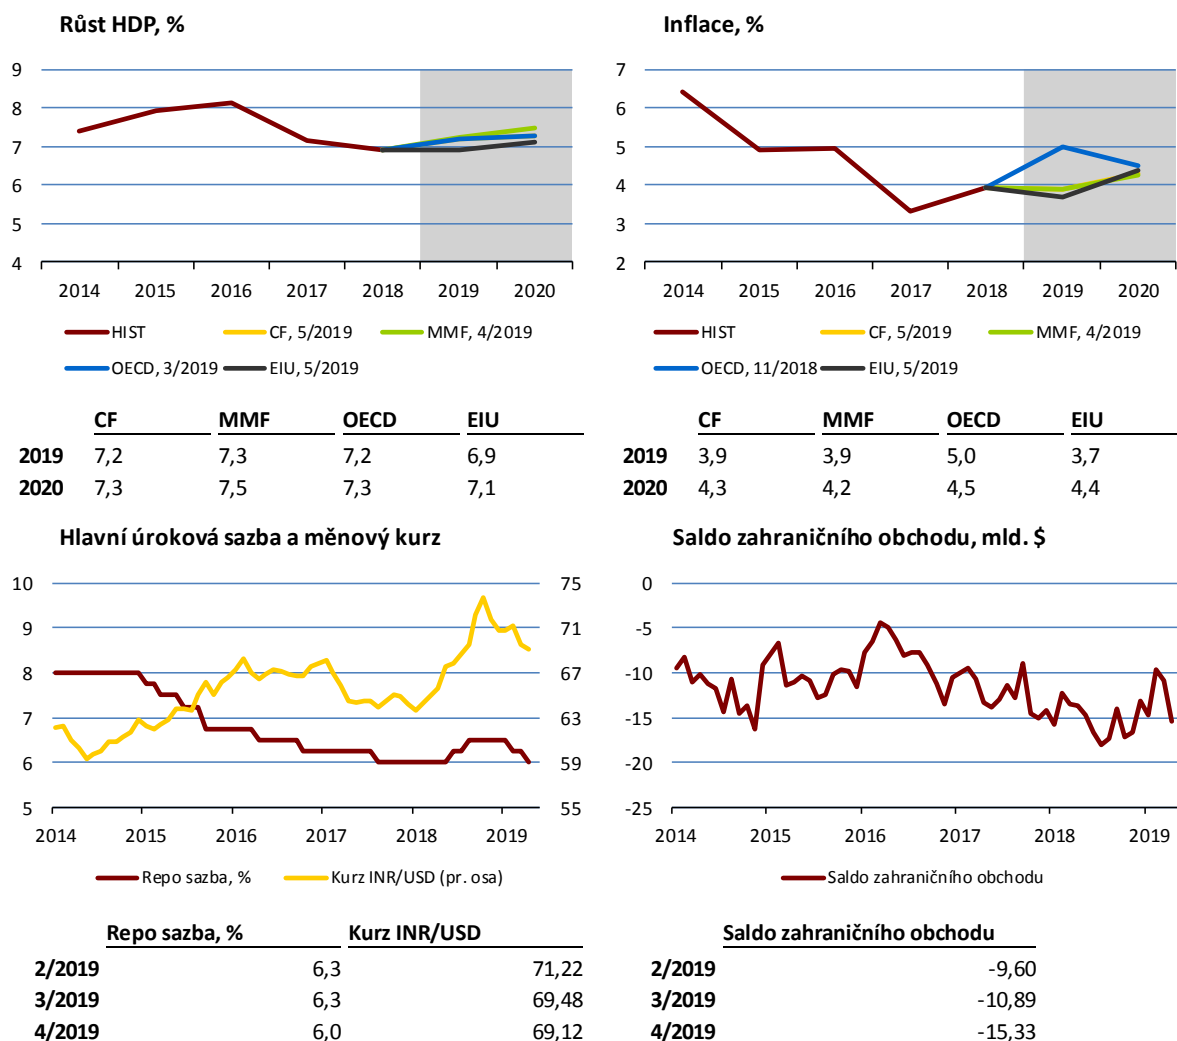 Růst HDP, %
9
8
7
6
5
4
2014 2015 2016 2017 2018 2019 2020
HIST CF, 5/2019 MMF, 4/2019
OECD, 3/2019 EIU, 5/2019
CF MMF OECD EIU
2019 7,2 7,3 7,2 6,9
2020 7,3 7,5 7,3 7,1
Inflace, %
7
6
5
4
3
2
2014 2015 2016 2017 2018 2019 2020
HIST CF, 5/2019 MMF, 4/2019
OECD, 11/2018 EIU, 5/2019
CF MMF OECD EIU
2019 3,9 3,9 5,0 3,7
2020 4,3 4,2 4,5 4,4
Hlavní úroková sazba a měnový kurz
10 75
9 71
8 67
7 63
6 59
5 55
2014 2015 2016 2017 2018 2019
Repo sazba, % Kurz INR/USD (pr. osa)
Repo sazba, % Kurz INR/USD
2/2019 6,3 71,22
3/2019 6,3 69,48
4/2019 6,0 69,12
Saldo zahraničního obchodu, mld. $
0
-5
-10
-15
-20
-25
2014 2015 2016 2017 2018 2019
Saldo zahraničního obchodu
Saldo zahraničního obchodu
2/2019 -9,60
3/2019 -10,89
4/2019 -15,33